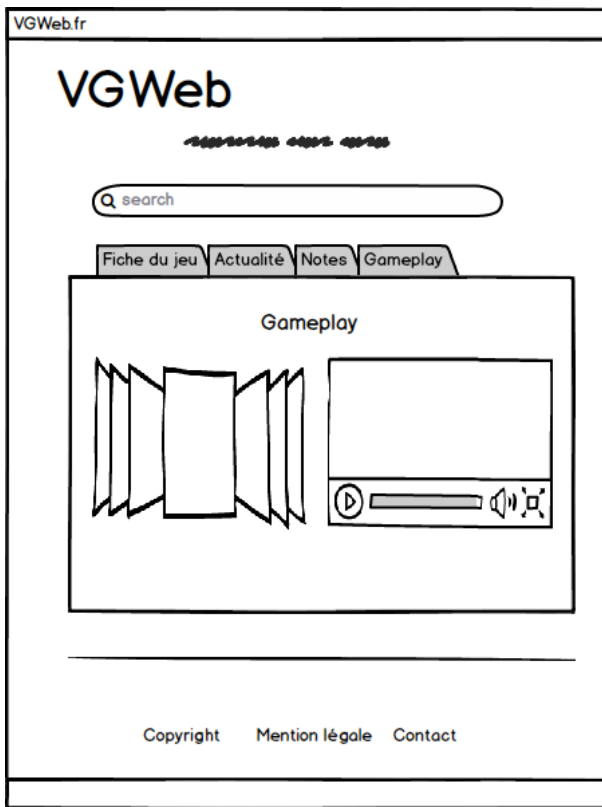 VGWeb.fr
VGWeb
search
Fiche du jeu Actualité Notes Gameplay
Gameplay
Copyright Mention légale Contact